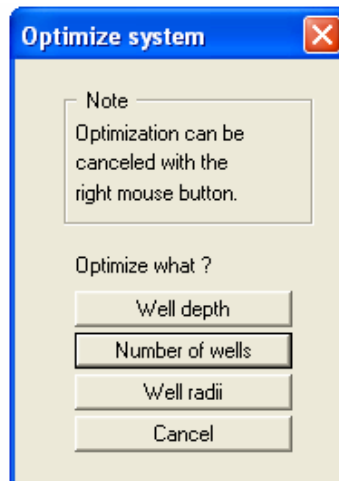 Optimize system
Note
Optimization can be
canceled with the
right mouse button.
Optimize what ?
Well depth
Number of wells
Well radii
Cancel